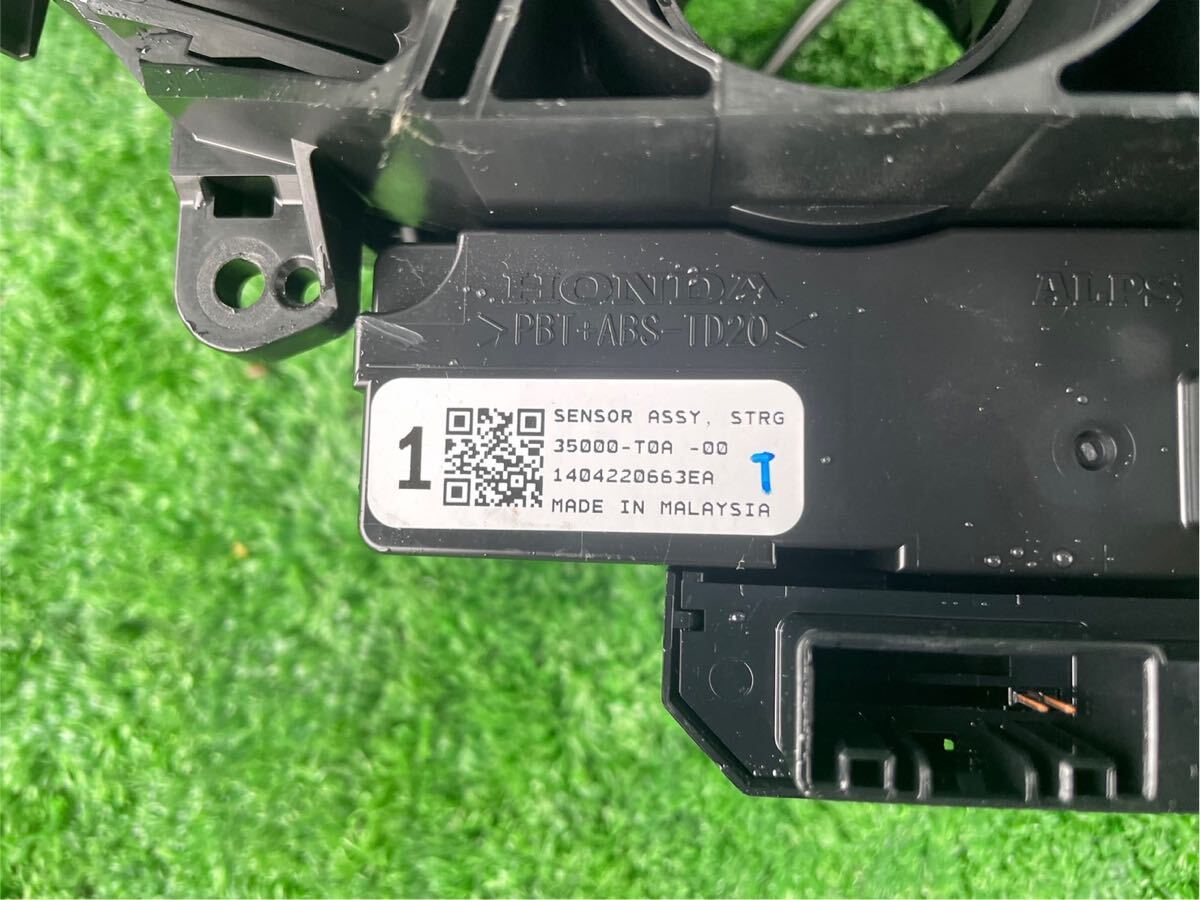 HONDA
ALPS
>PBT+ABS-TD20<
1
SENSOR ASSY, STRG
35000-T0A -00
1404220663EA
MADE IN MALAYSIA
T